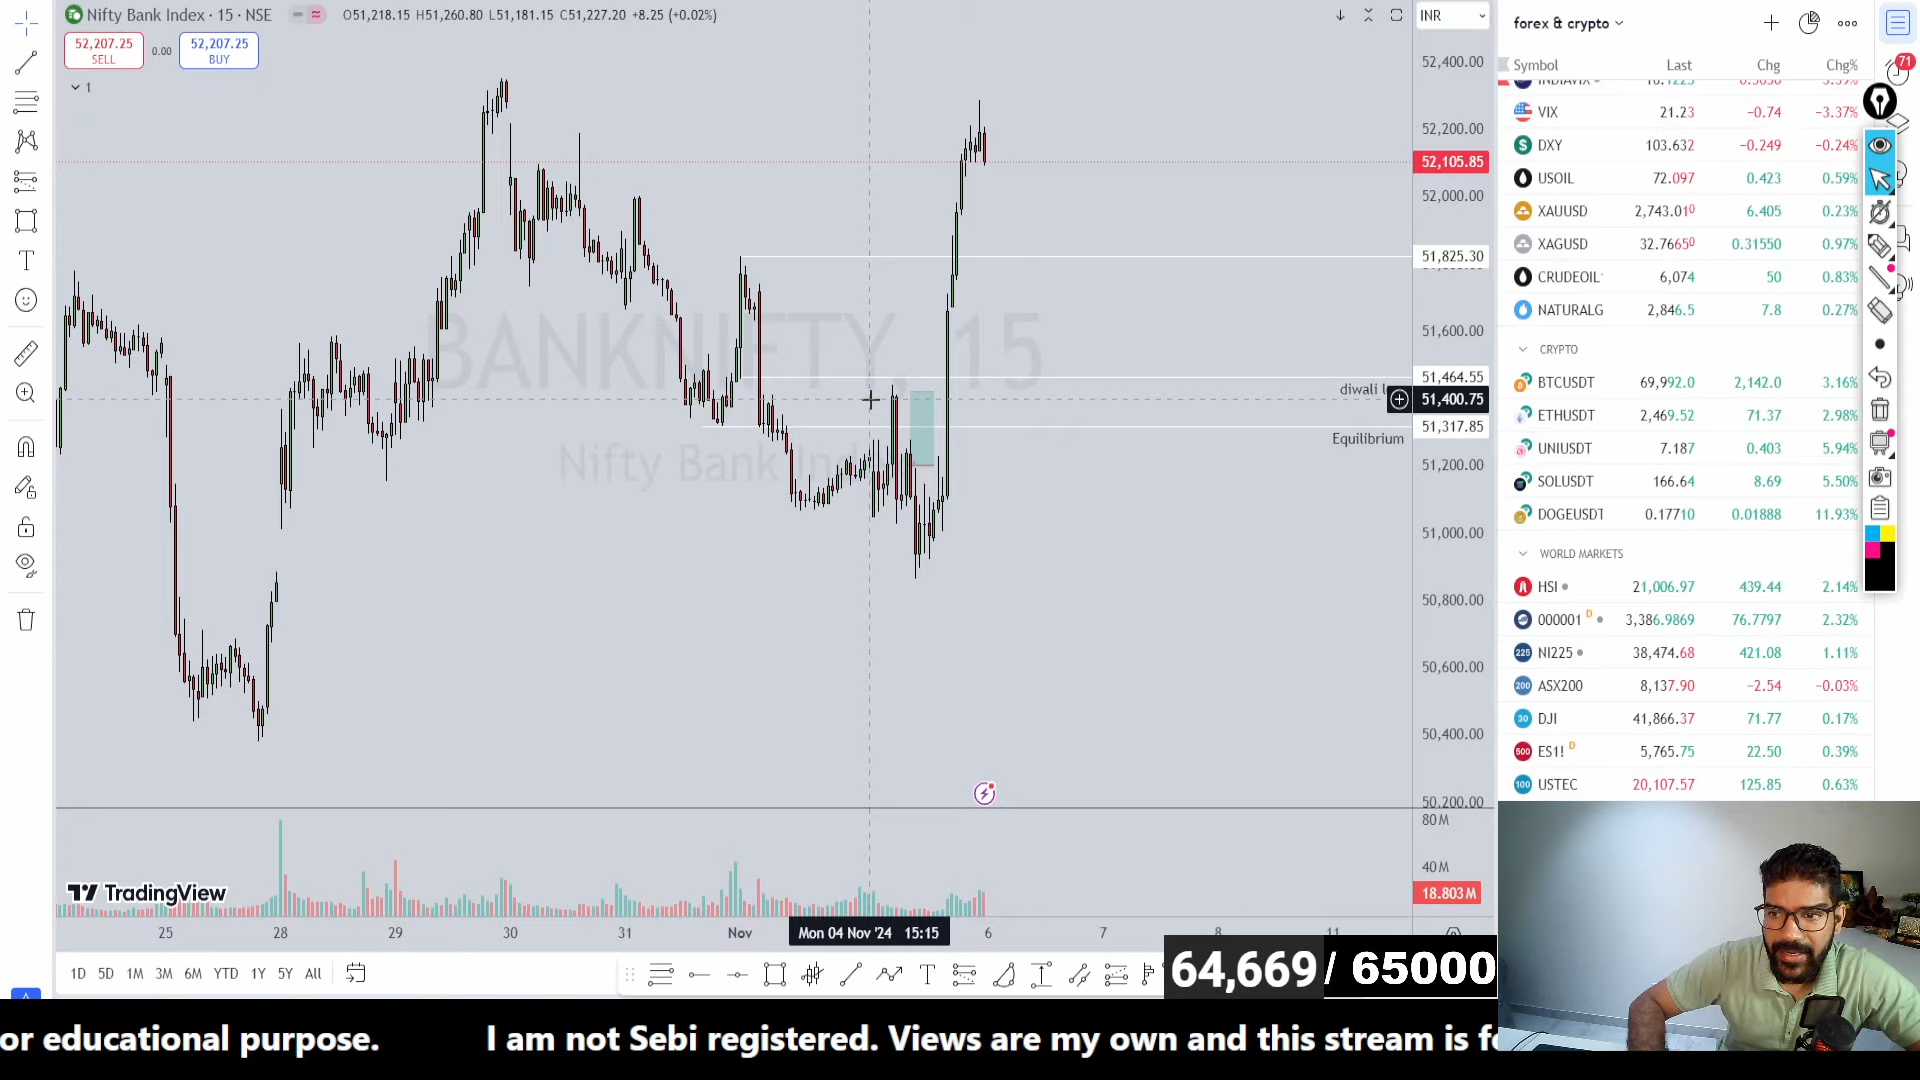 Nifty Bank Index · 15 · NSE
O51,218.15 H51,260.80 L51,181.15 C51,227.20 +8.25 (+0.02%)
INR
52,207.25
SELL
0.00
52,207.25
BUY
1
BANKNIFTY, 15
Nifty Bank Index
52,400.00
52,200.00
52,105.85
52,000.00
51,825.30
51,600.00
51,464.55
diwali
51,400.75
51,317.85
Equilibrium
51,200.00
51,000.00
50,800.00
50,600.00
50,400.00
50,200.00
80 M
40 M
18.803 M
TradingView
25
28
29
30
31
Nov
Mon 04 Nov '24 15:15
6
7
8
11
1D 5D 1M 3M 6M YTD 1Y 5Y All
64,669 / 65000
forex & crypto
71
Symbol Last Chg Chg%
VIX 21.23 −0.74 −3.37%
DXY 103.632 −0.249 −0.24%
USOIL 72.097 0.423 0.59%
XAUUSD 2,743.010 6.405 0.23%
XAGUSD 32.76650 0.31550 0.97%
CRUDEOIL 6,074 50 0.83%
NATURALG 2,846.5 7.8 0.27%
CRYPTO
BTCUSDT 69,992.0 2,142.0 3.16%
ETHUSDT 2,469.52 71.37 2.98%
UNIUSDT 7.187 0.403 5.94%
SOLUSDT 166.64 8.69 5.50%
DOGEUSDT 0.17710 0.01888 11.93%
WORLD MARKETS
HSI 21,006.97 439.44 2.14%
000001 D 3,386.9869 76.7797 2.32%
225 NI225 38,474.68 421.08 1.11%
200 ASX200 8,137.90 −2.54 −0.03%
30 DJI 41,866.37 71.77 0.17%
500 ES1! D 5,765.75 22.50 0.39%
100 USTEC 20,107.57 125.85 0.63%
or educational purpose. I am not Sebi registered. Views are my own and this stream is